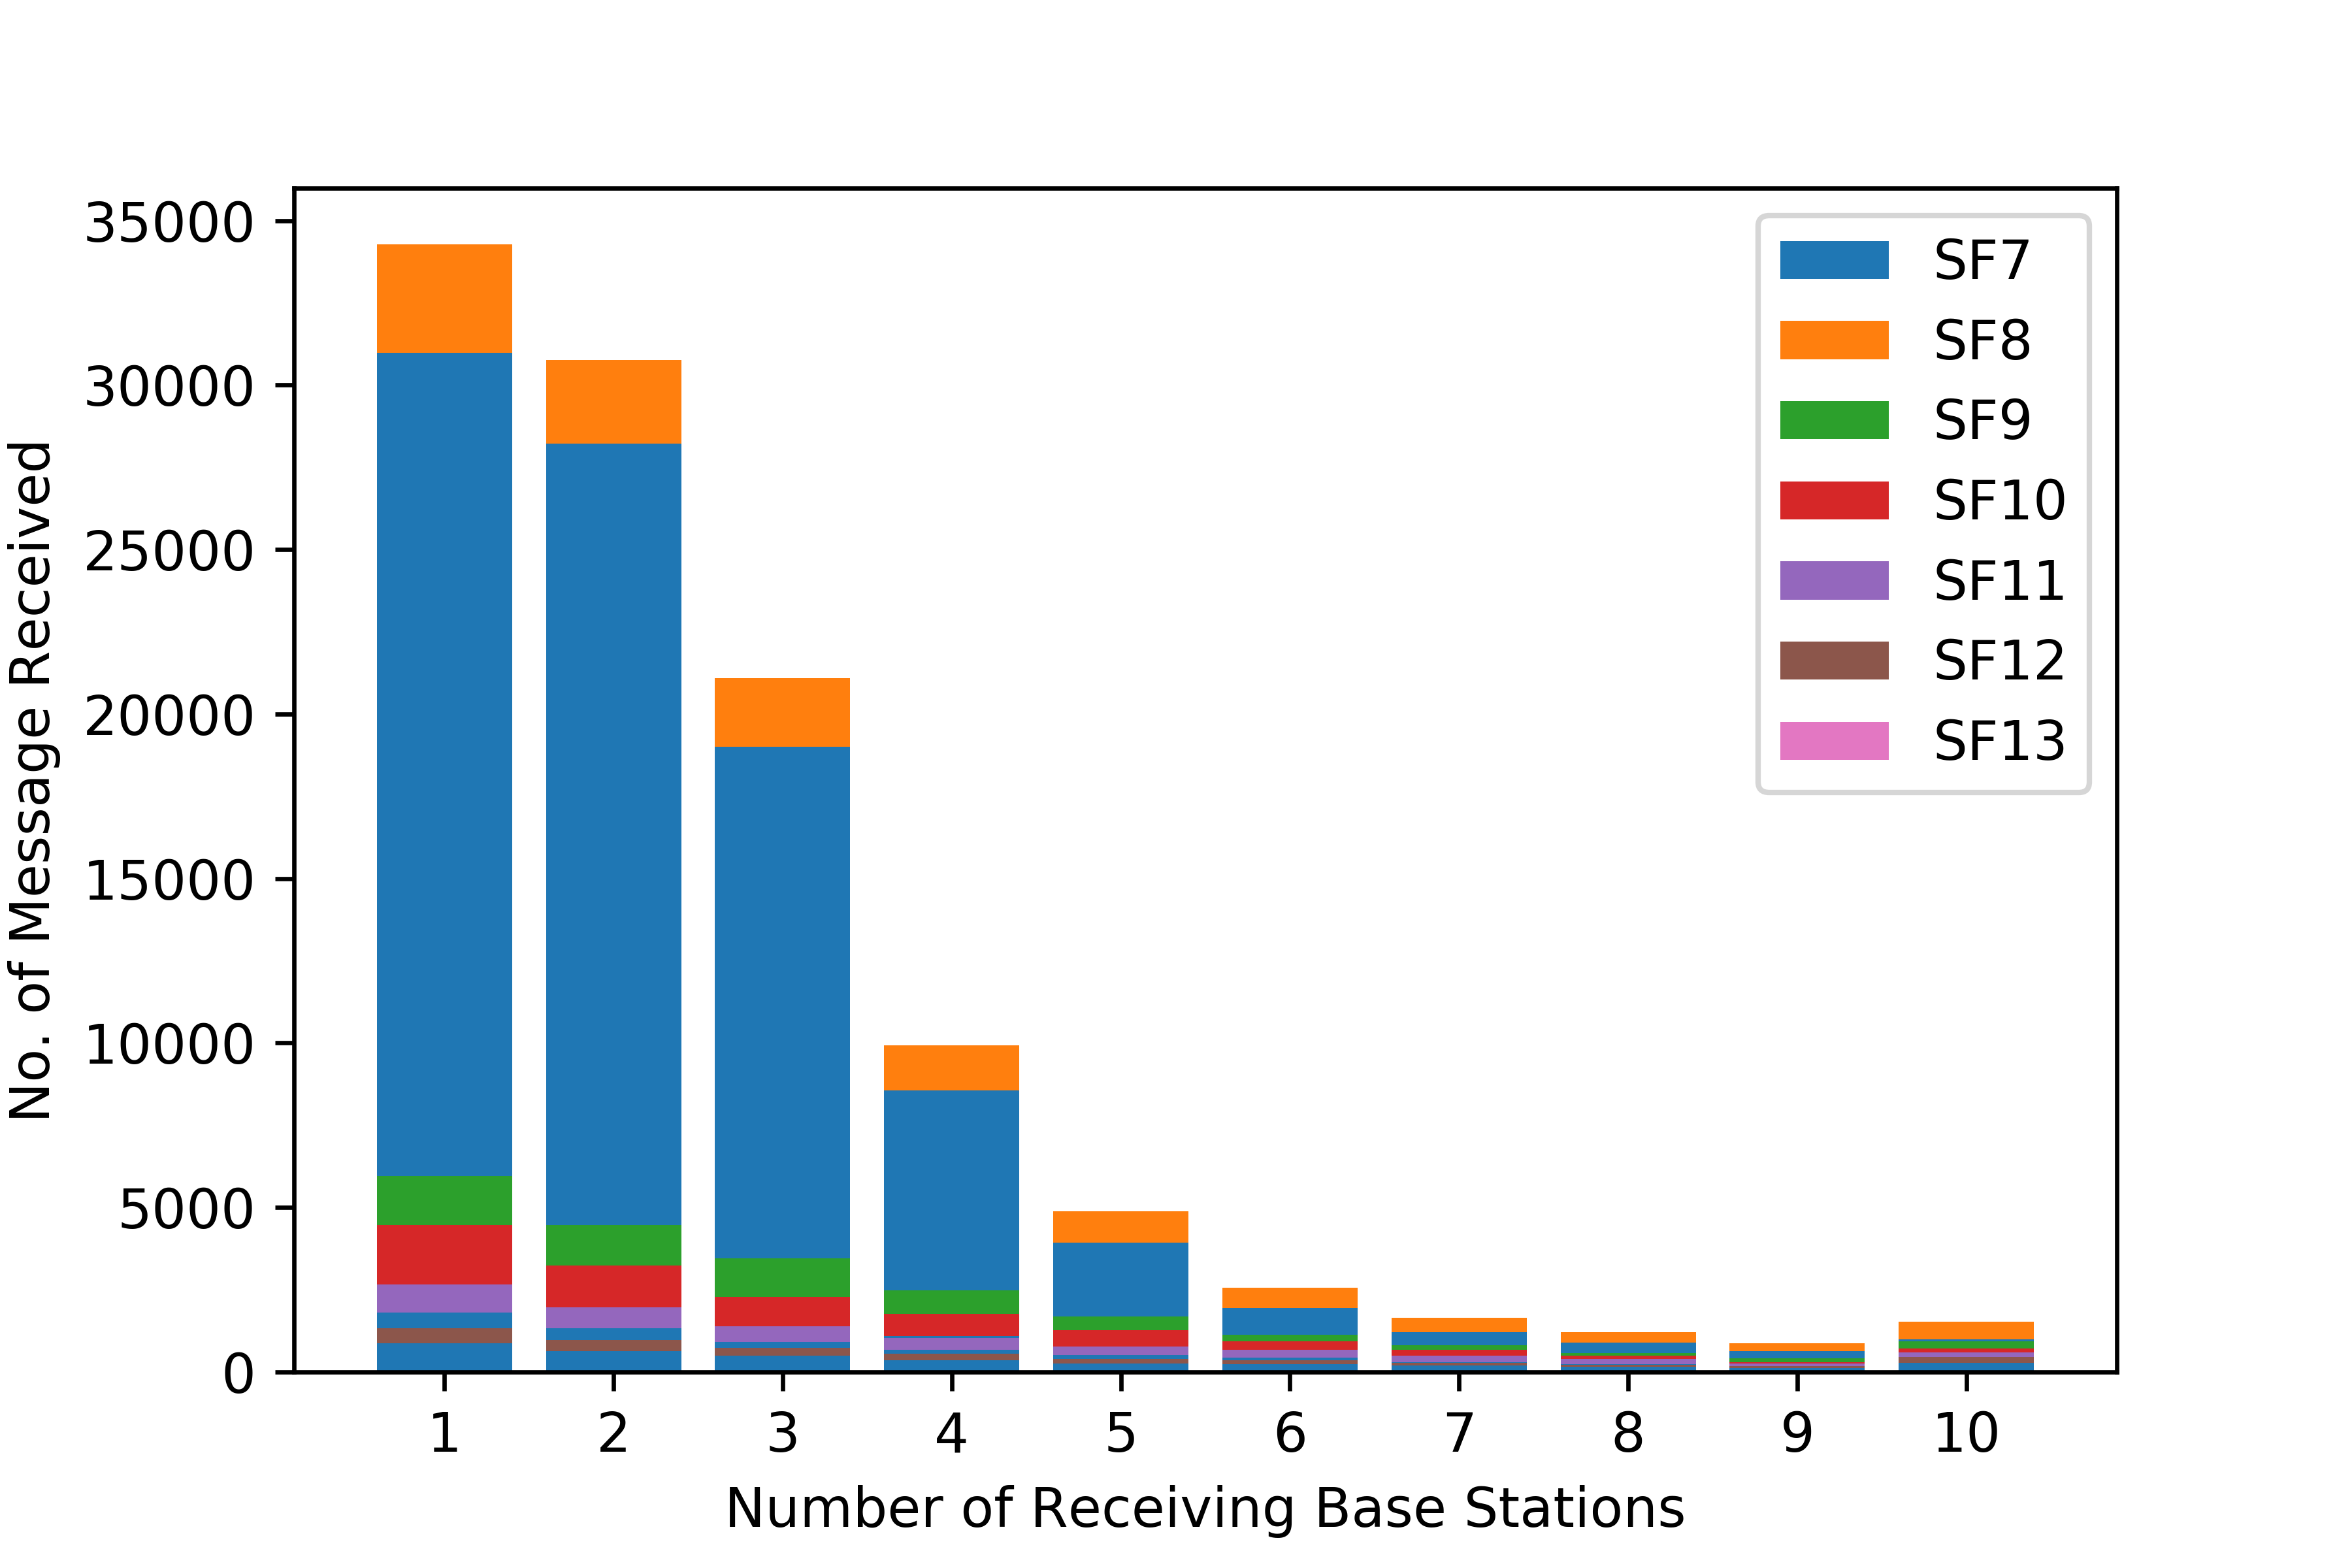 No. of Message Received
35000
30000
25000
20000
15000
10000
5000
0
SF7
SF8
SF9
SF10
SF11
SF12
SF13
1 2 3 4 5 6 7 8 9 10
Number of Receiving Base Stations